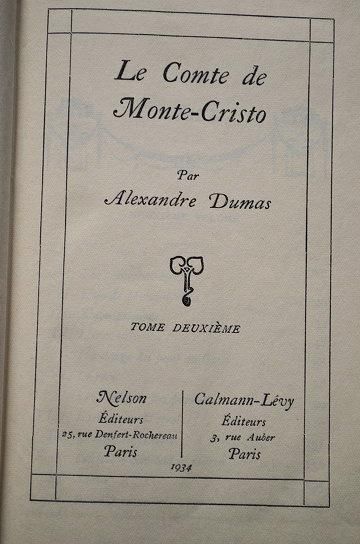 Le Comte de
Monte-Cristo
Par
Alexandre Dumas
TOME DEUXIÈME
Nelson
Éditeurs
25, rue Denfert-Rochereau
Paris
Calmann-Lévy
Éditeurs
3, rue Auber
Paris
1934